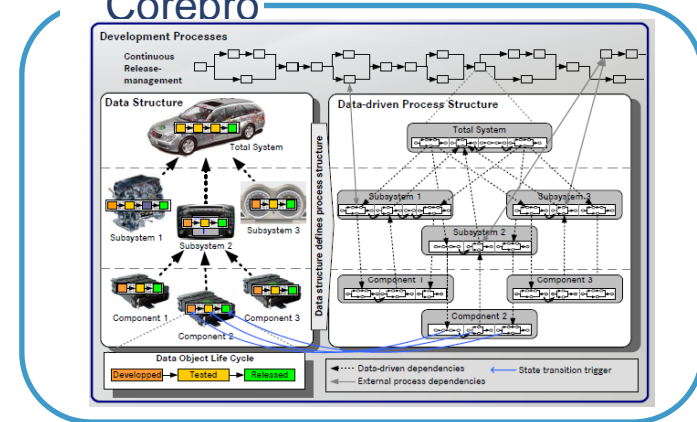 Corebro
Development Processes
Continuous
Release-
management
Data Structure
Total System
Subsystem 1
Subsystem 2
Subsystem 3
Component 1
Component 2
Component 3
Data Object Life Cycle
Developped
Tested
Released
Data structure defines process structure
Data-driven Process Structure
Total System
Subsystem 1
Subsystem 3
Subsystem 2
Component 1
Component 3
Component 2
Data-driven dependencies
State transition trigger
External process dependencies